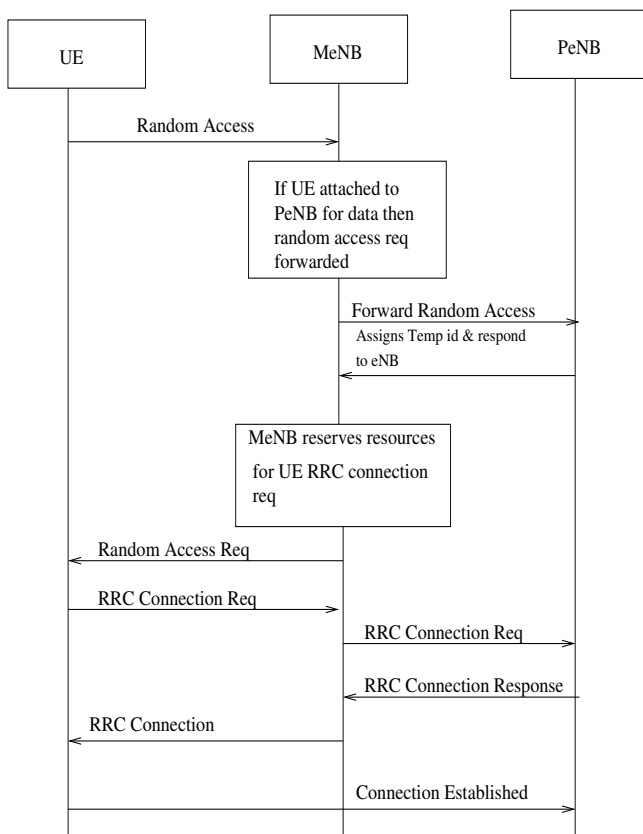 UE
MeNB
PeNB
Random Access
If UE attached to
PeNB for data then
random access req
forwarded
Forward Random Access
Assigns Temp id & respond
to eNB
MeNB reserves resources
for UE RRC connection
req
Random Access Req
RRC Connection Req
RRC Connection Req
RRC Connection Response
RRC Connection
Connection Established